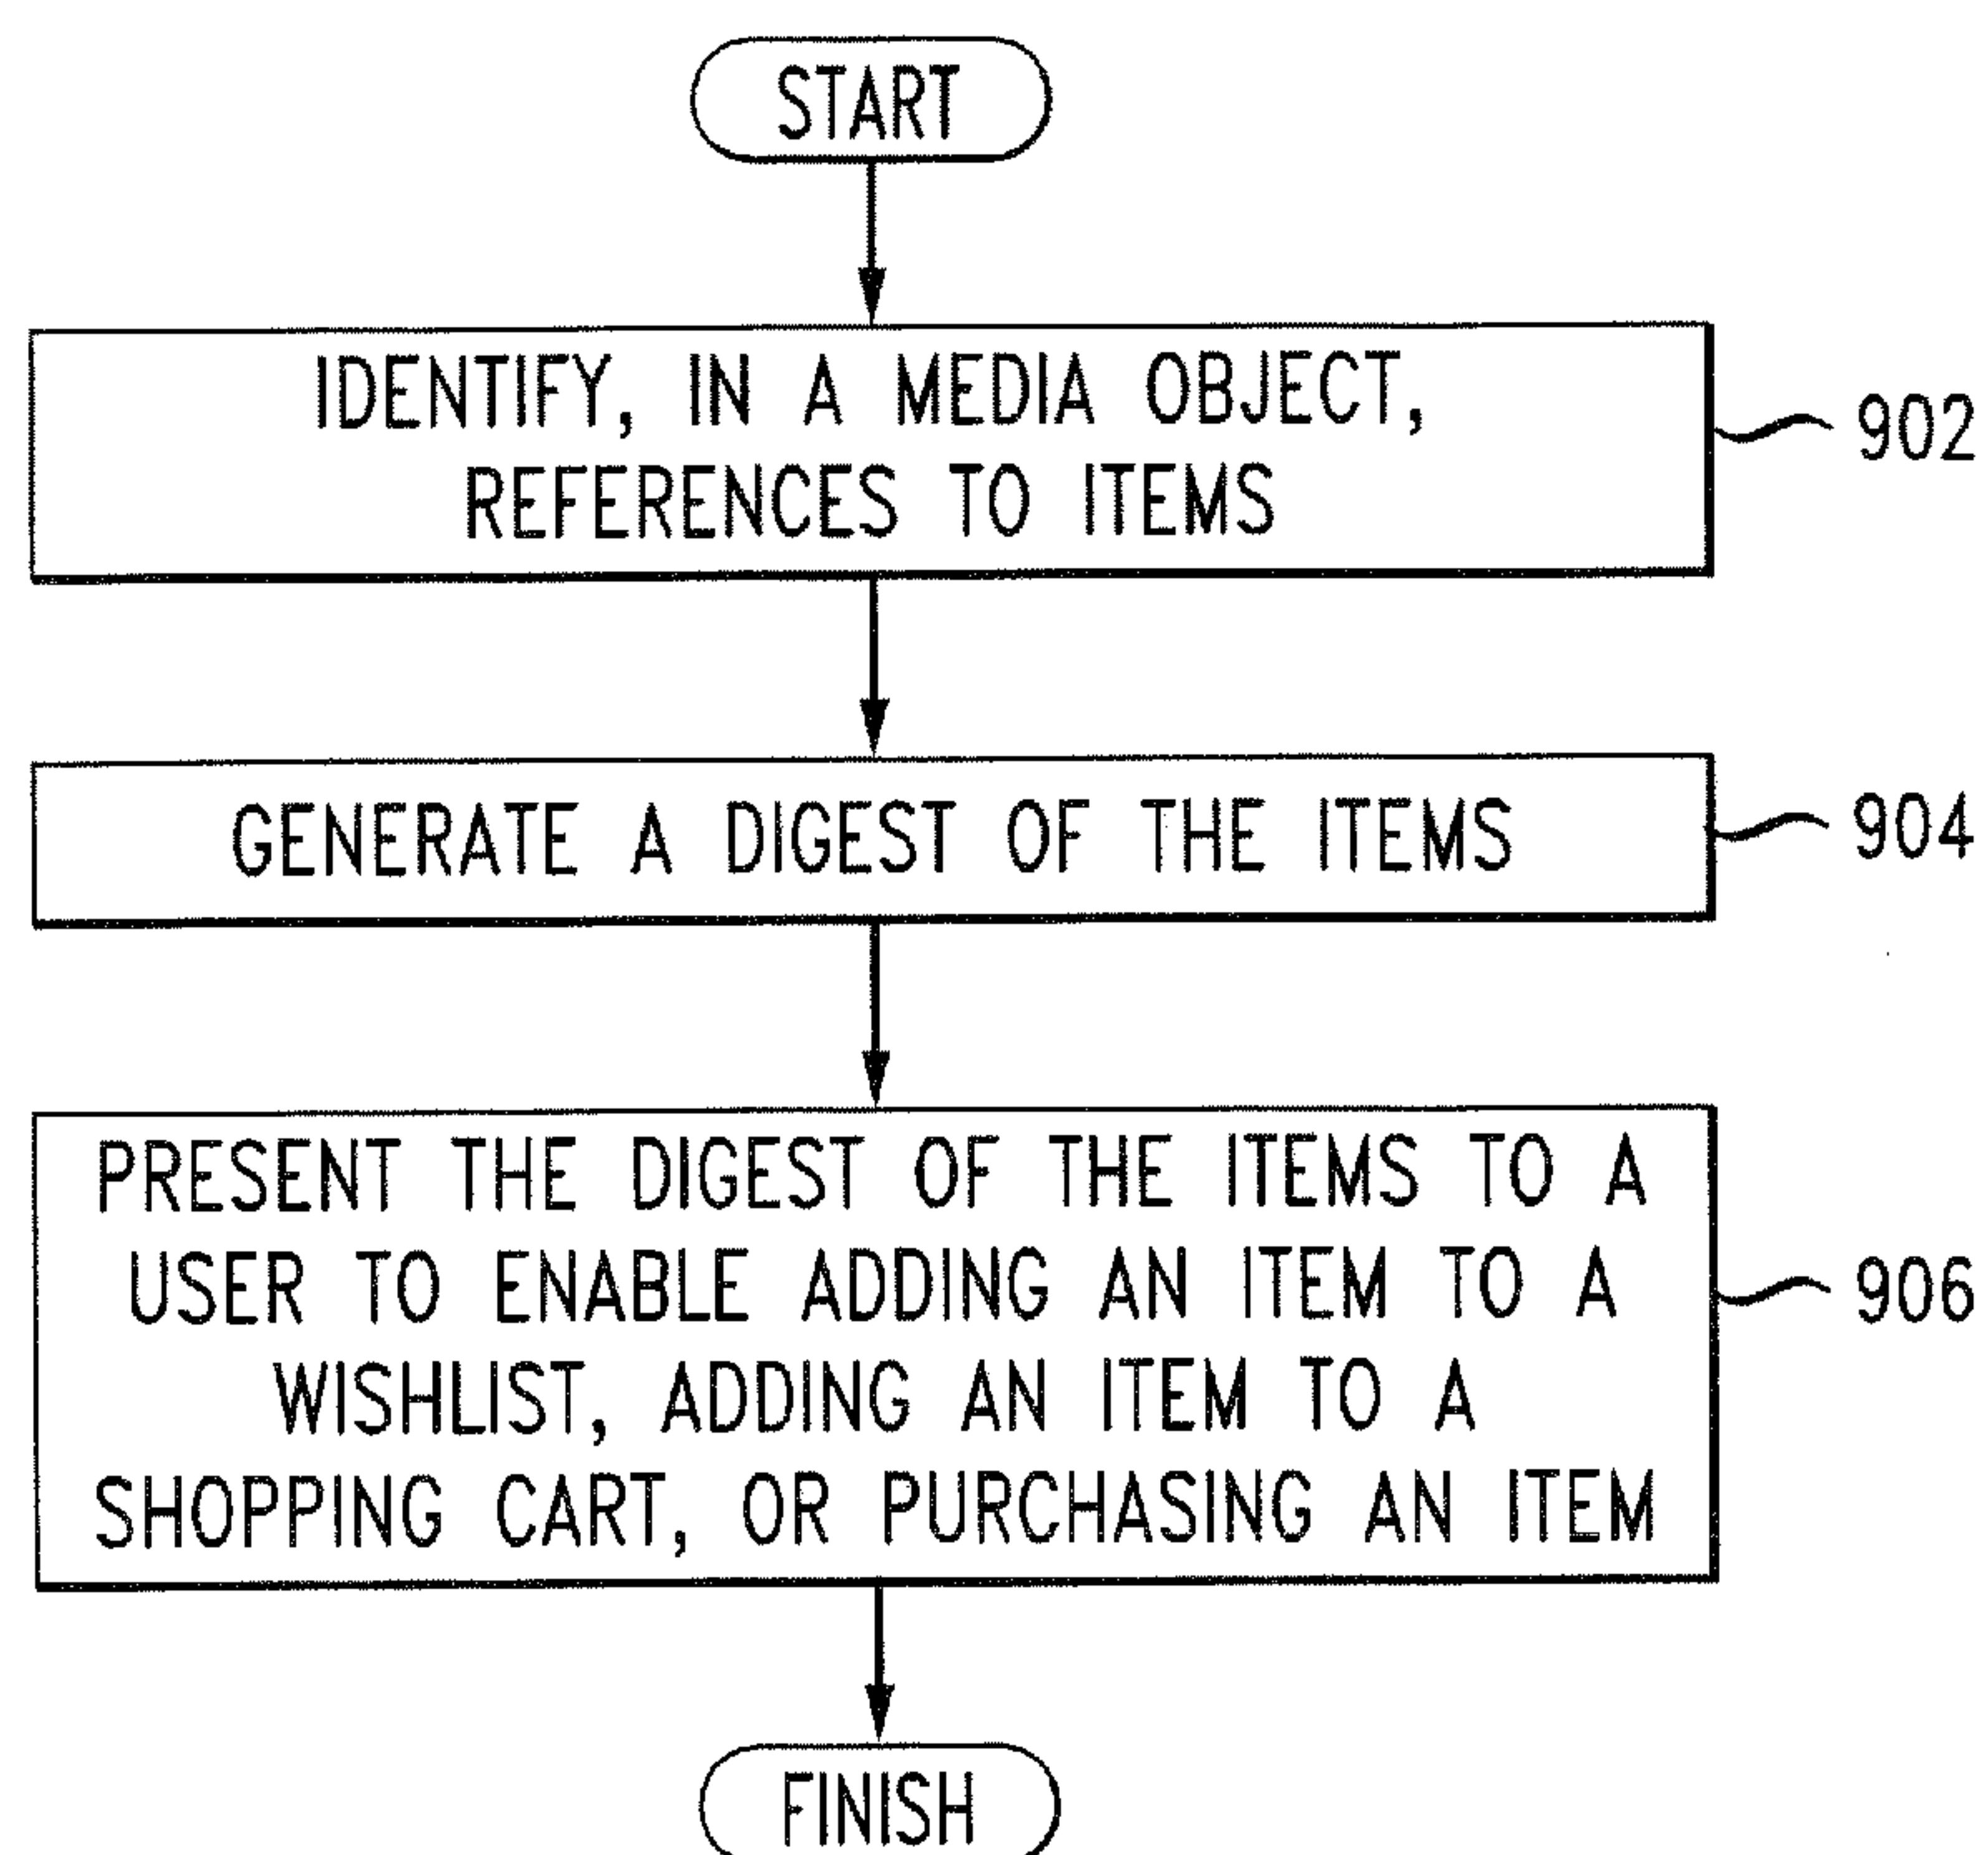 START
IDENTIFY, IN A MEDIA OBJECT,
REFERENCES TO ITEMS
902
GENERATE A DIGEST OF THE ITEMS
904
PRESENT THE DIGEST OF THE ITEMS TO A
USER TO ENABLE ADDING AN ITEM TO A
WISHLIST, ADDING AN ITEM TO A
SHOPPING CART, OR PURCHASING AN ITEM
906
FINISH